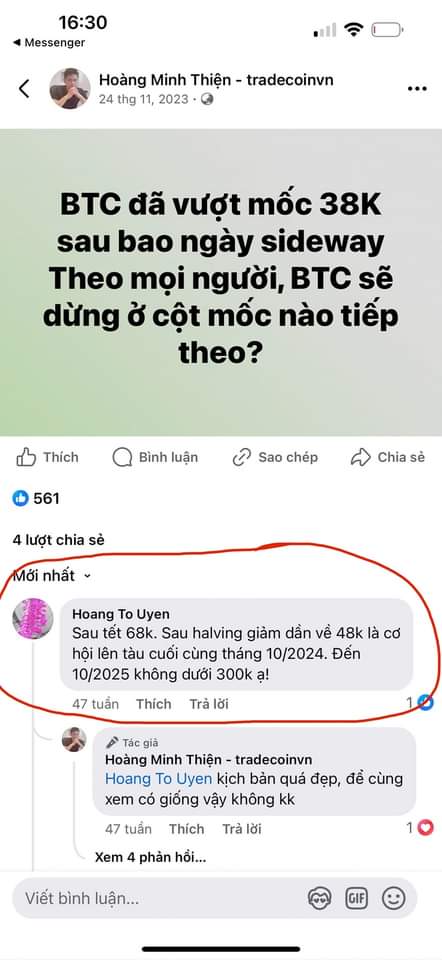 16:30
Messenger
Hoàng Minh Thiện - tradecoinvn
24 thg 11, 2023 ·
BTC đã vượt mốc 38K
sau bao ngày sideway
Theo mọi người, BTC sẽ
dừng ở cột mốc nào tiếp
theo?
Thích Bình luận Sao chép Chia sẻ
561
4 lượt chia sẻ
Mới nhất
Hoang To Uyen
Sau tết 68k. Sau halving giảm dần về 48k là cơ
hội lên tàu cuối cùng tháng 10/2024. Đến
10/2025 không dưới 300k ạ!
47 tuần Thích Trả lời 1
Tác giả
Hoàng Minh Thiện - tradecoinvn
Hoang To Uyen kịch bản quá đẹp, để cùng
xem có giống vậy không kk
47 tuần Thích Trả lời 1
Xem 4 phản hồi...
Viết bình luận... GIF